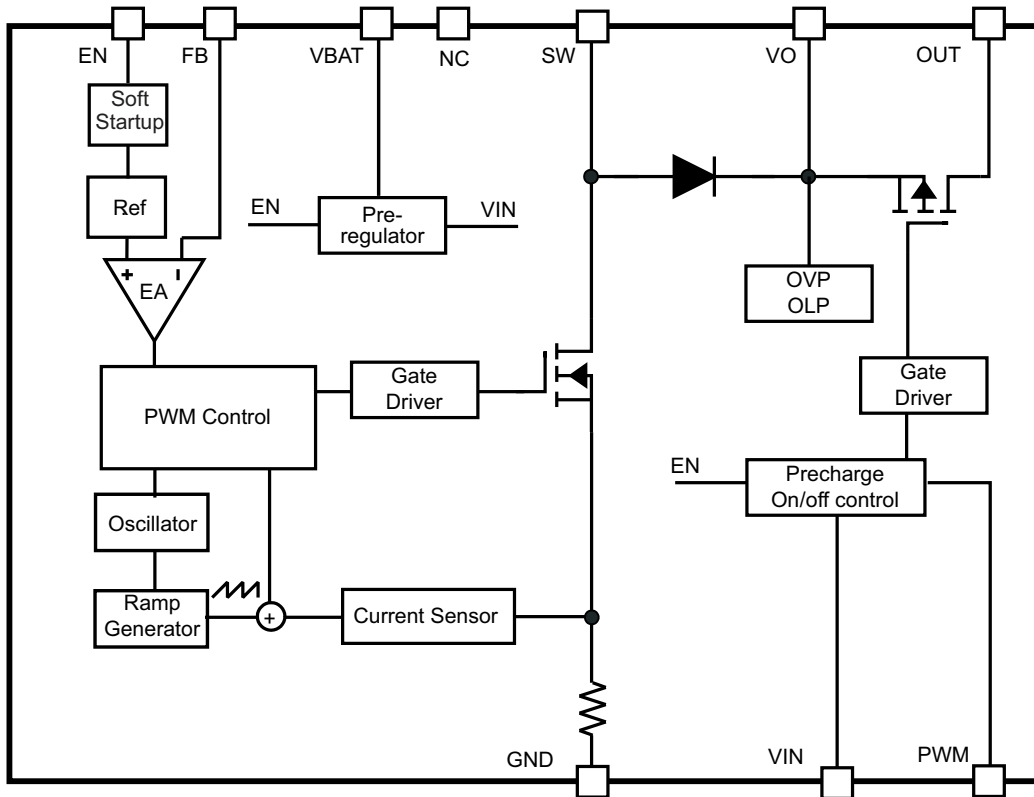 EN
FB
VBAT
NC
SW
VO
OUT
Soft
Startup
Ref
EN
Pre-
regulator
VIN
+
-
EA
OVP
OLP
PWM Control
Gate
Driver
Gate
Driver
EN
Precharge
On/off control
Oscillator
Ramp
Generator
+
Current Sensor
GND
VIN
PWM